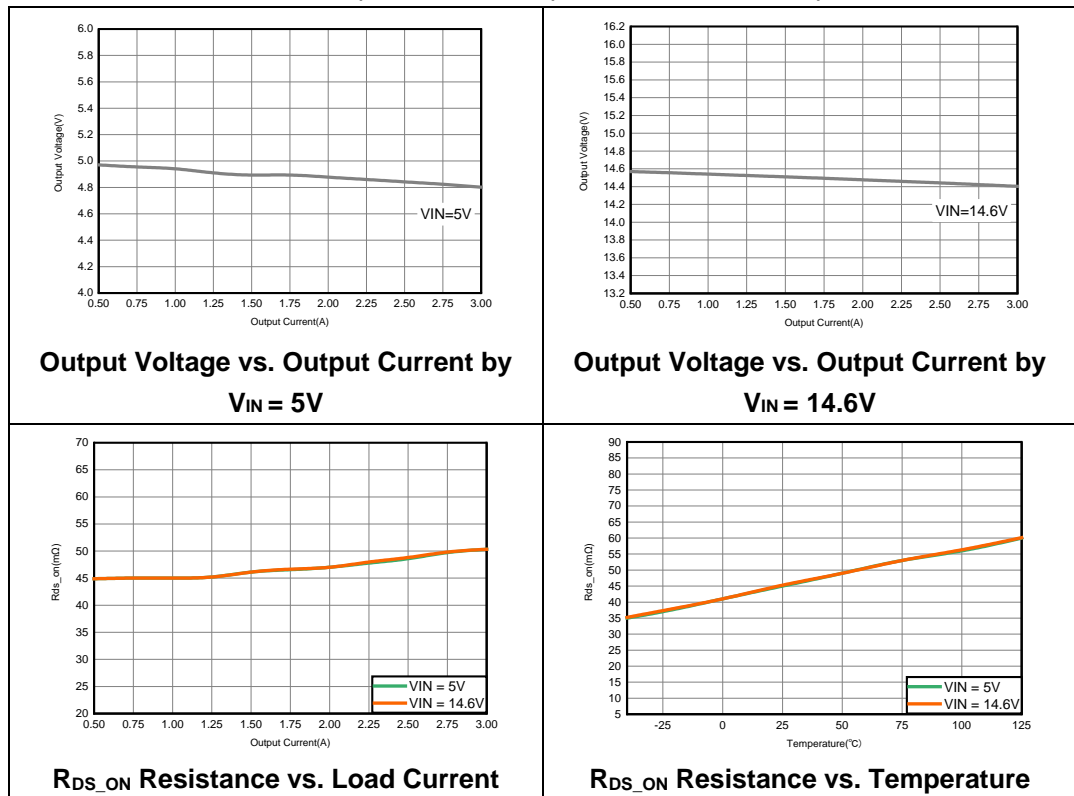 6.0
5.8
5.6
5.4
5.2
5.0
4.8
4.6
4.4
4.2
4.0
Output Voltage(V)
VIN=5V
0.50 0.75 1.00 1.25 1.50 1.75 2.00 2.25 2.50 2.75 3.00
Output Current(A)
Output Voltage vs. Output Current by
VIN = 5V
16.2
16.0
15.8
15.6
15.4
15.2
15.0
14.8
14.6
14.4
14.2
14.0
13.8
13.6
13.4
13.2
Output Voltage(V)
VIN=14.6V
0.50 0.75 1.00 1.25 1.50 1.75 2.00 2.25 2.50 2.75 3.00
Output Current(A)
Output Voltage vs. Output Current by
VIN = 14.6V
70
65
60
55
50
45
40
35
30
25
20
Rds_on(mΩ)
VIN = 5V
VIN = 14.6V
0.50 0.75 1.00 1.25 1.50 1.75 2.00 2.25 2.50 2.75 3.00
Output Current(A)
RDS_ON Resistance vs. Load Current
90
85
80
75
70
65
60
55
50
45
40
35
30
25
20
15
10
5
Rds_on(mΩ)
VIN = 5V
VIN = 14.6V
-25 0 25 50 75 100 125
Temperature(℃)
RDS_ON Resistance vs. Temperature